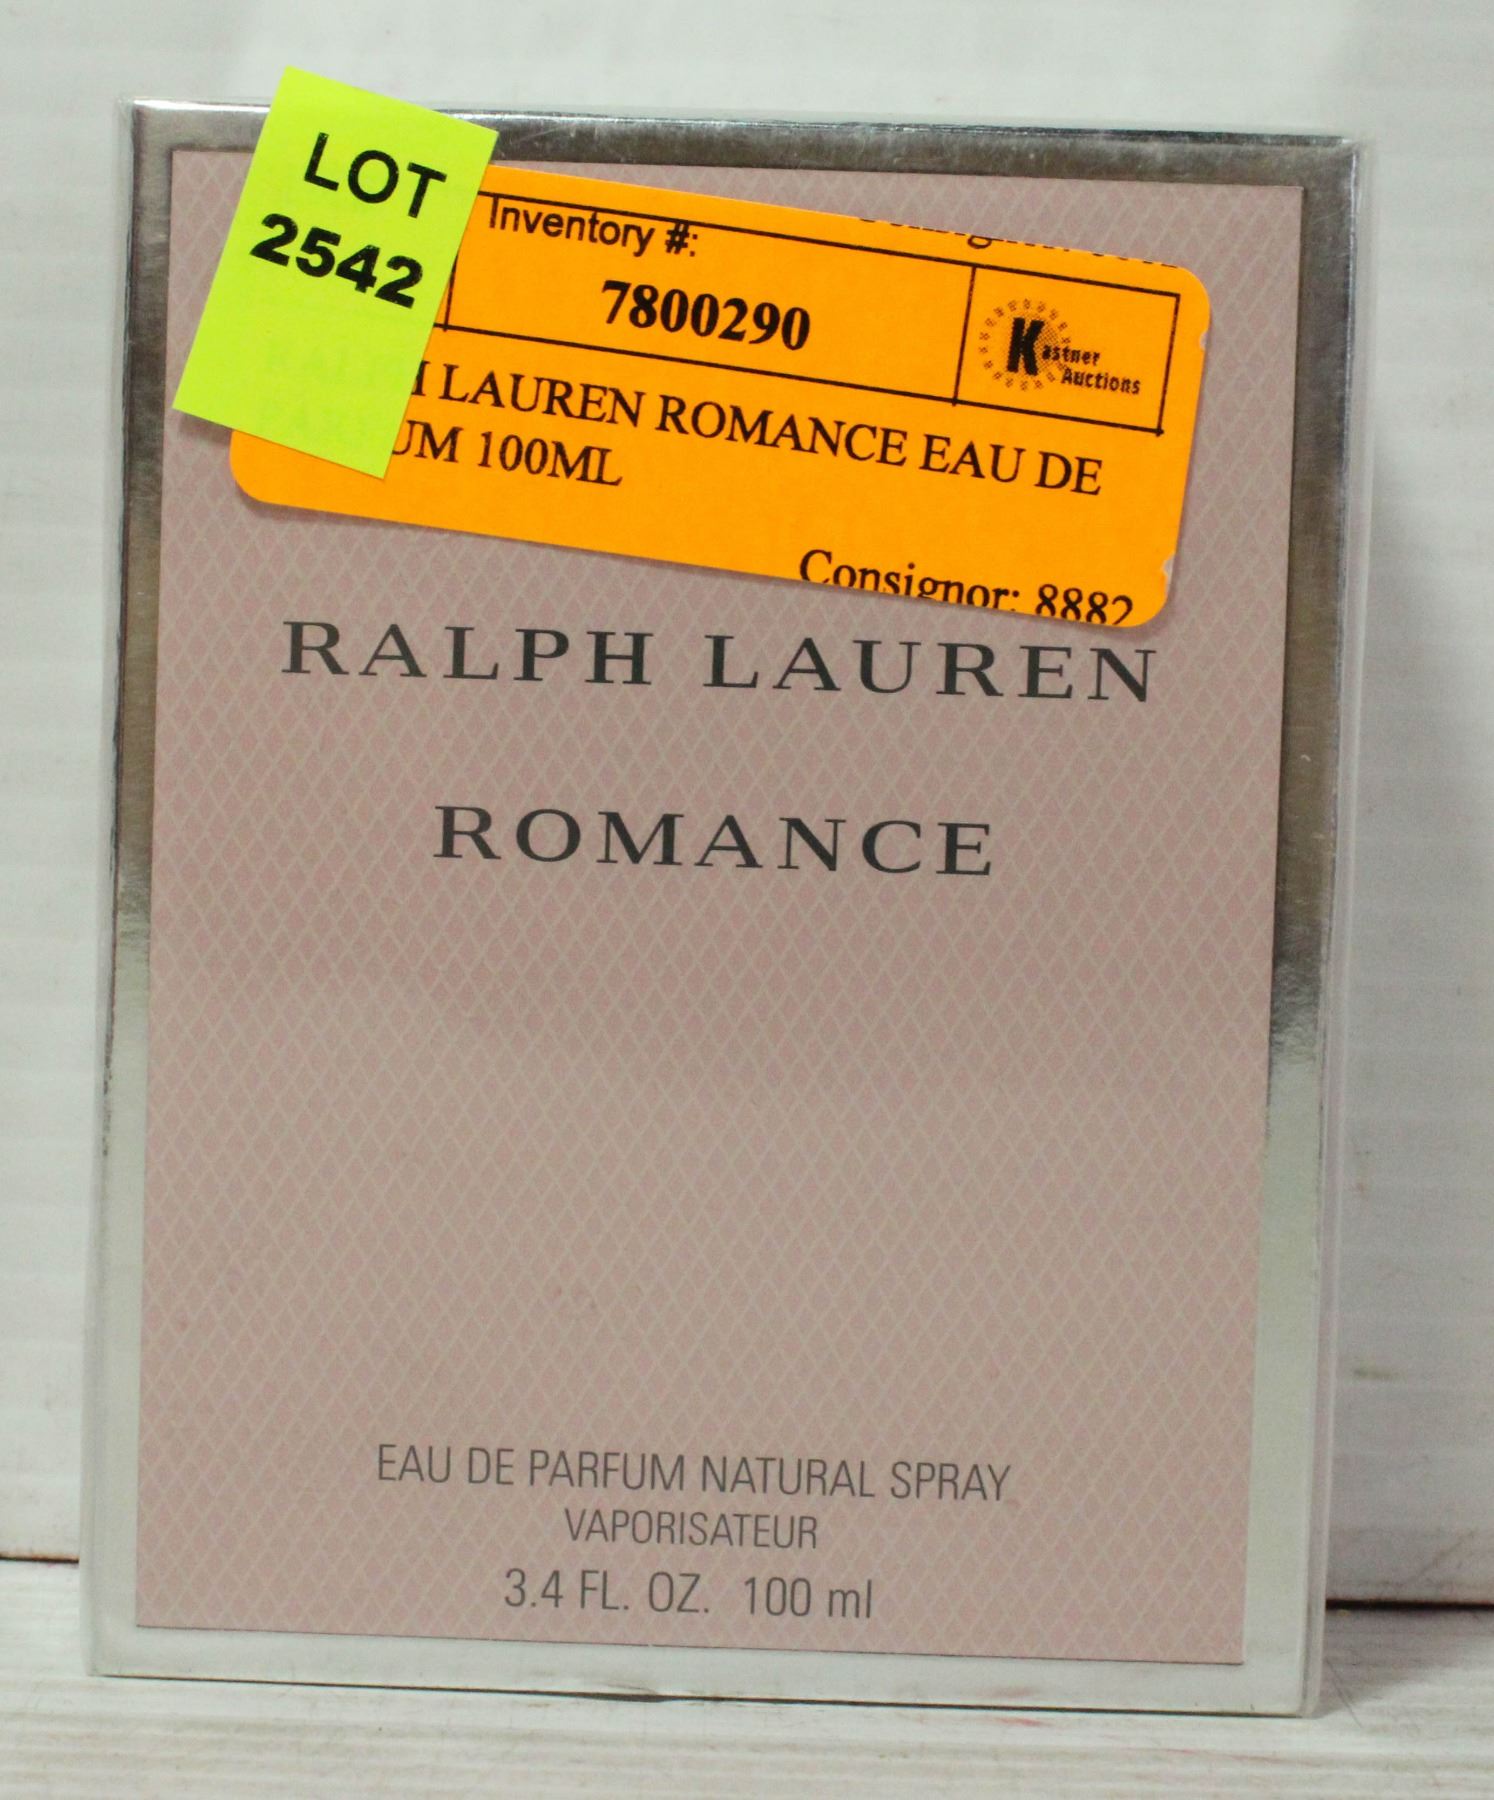 LOT
2542
Inventory #:
7800290
Kastner
Auctions
LAUREN ROMANCE EAU DE
UM 100ML
Consignor: 8882
RALPH LAUREN
ROMANCE
EAU DE PARFUM NATURAL SPRAY
VAPORISATEUR
3.4 FL. OZ. 100 ml